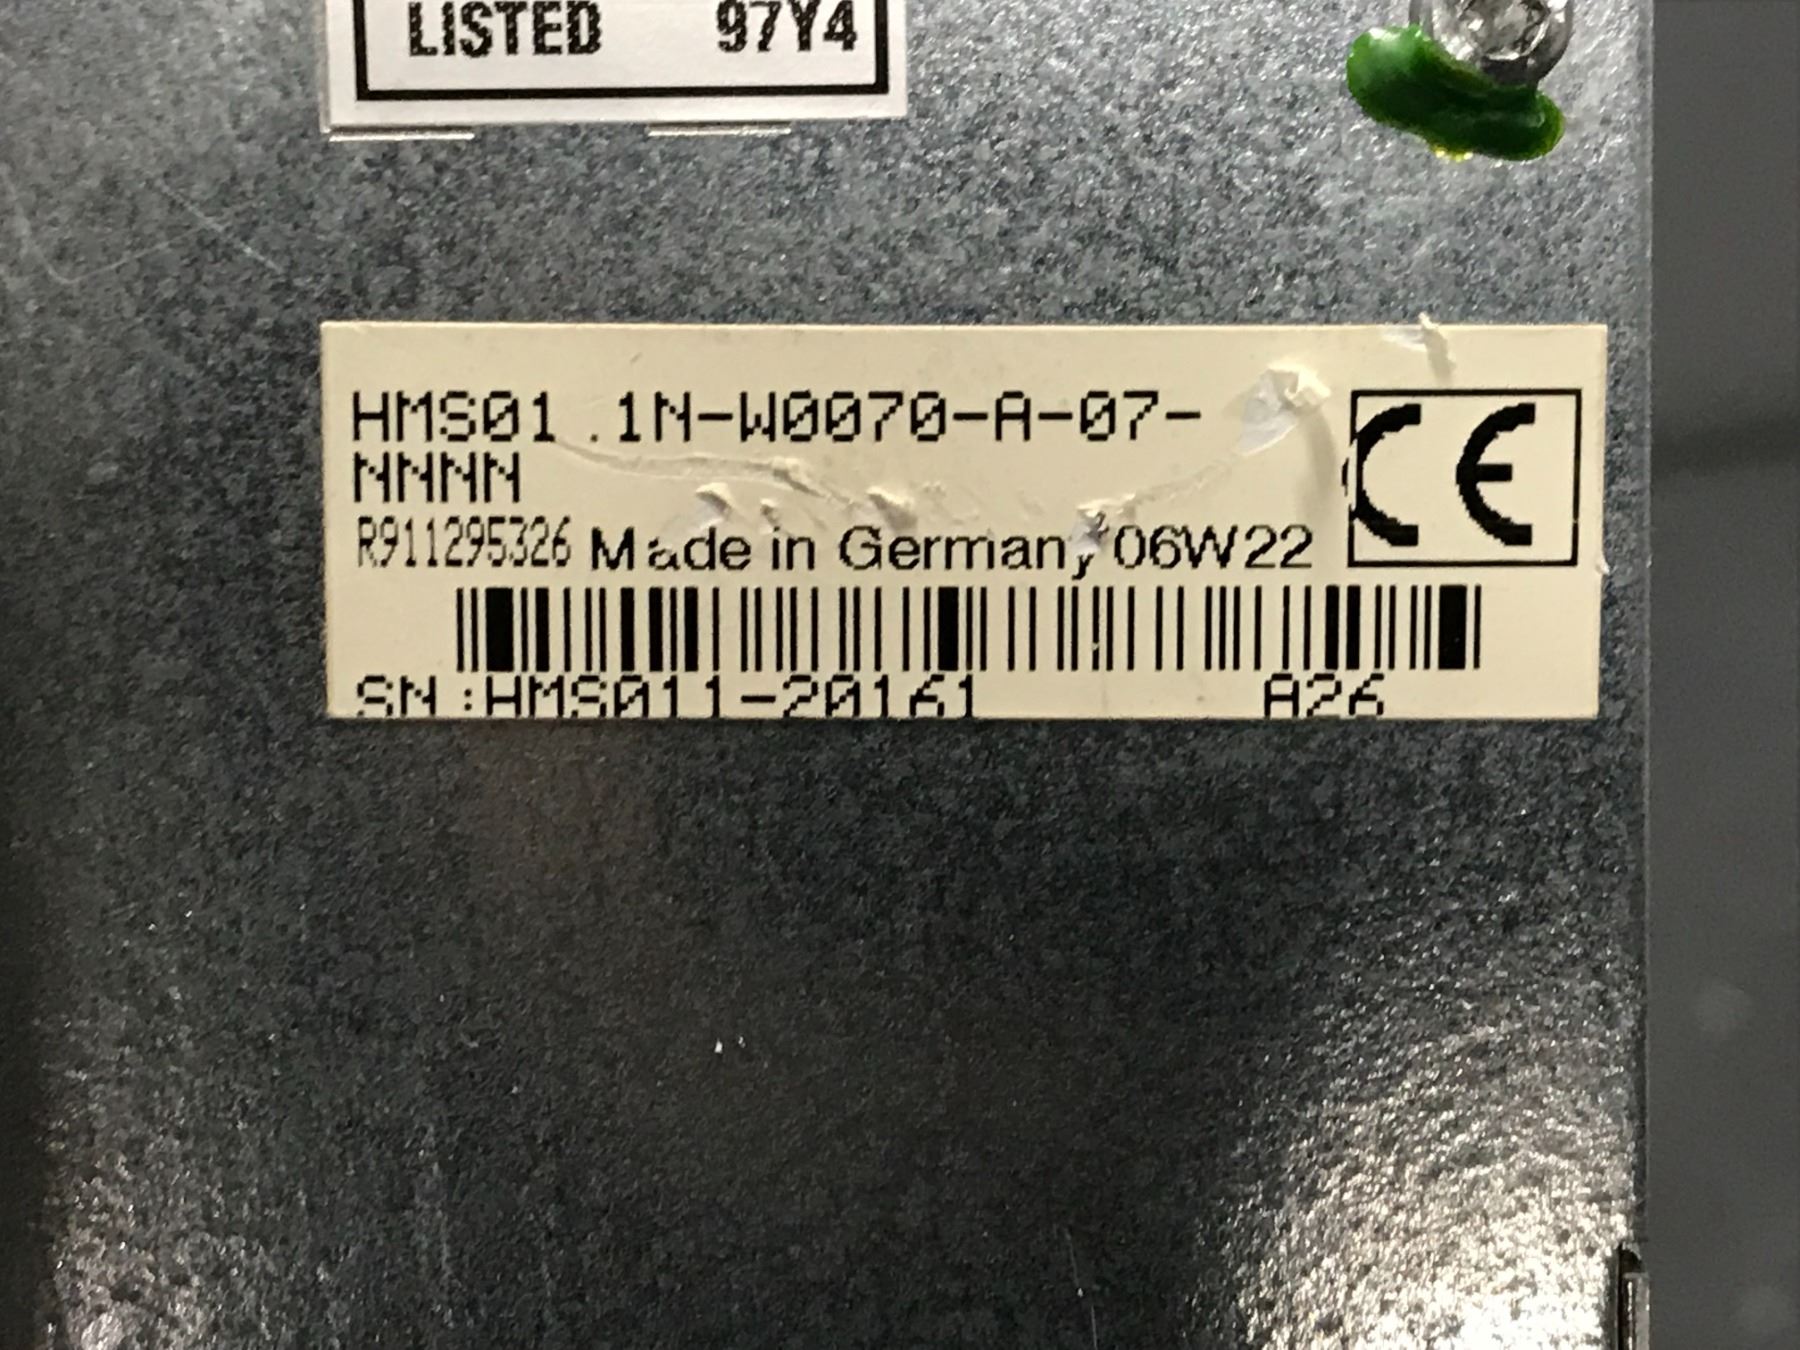 LISTED 97Y4
HMS01.1N-W0070-A-07-
NNNN
R911295326 Made in Germany 06W22
CE
SN:HMS011-20161 A26